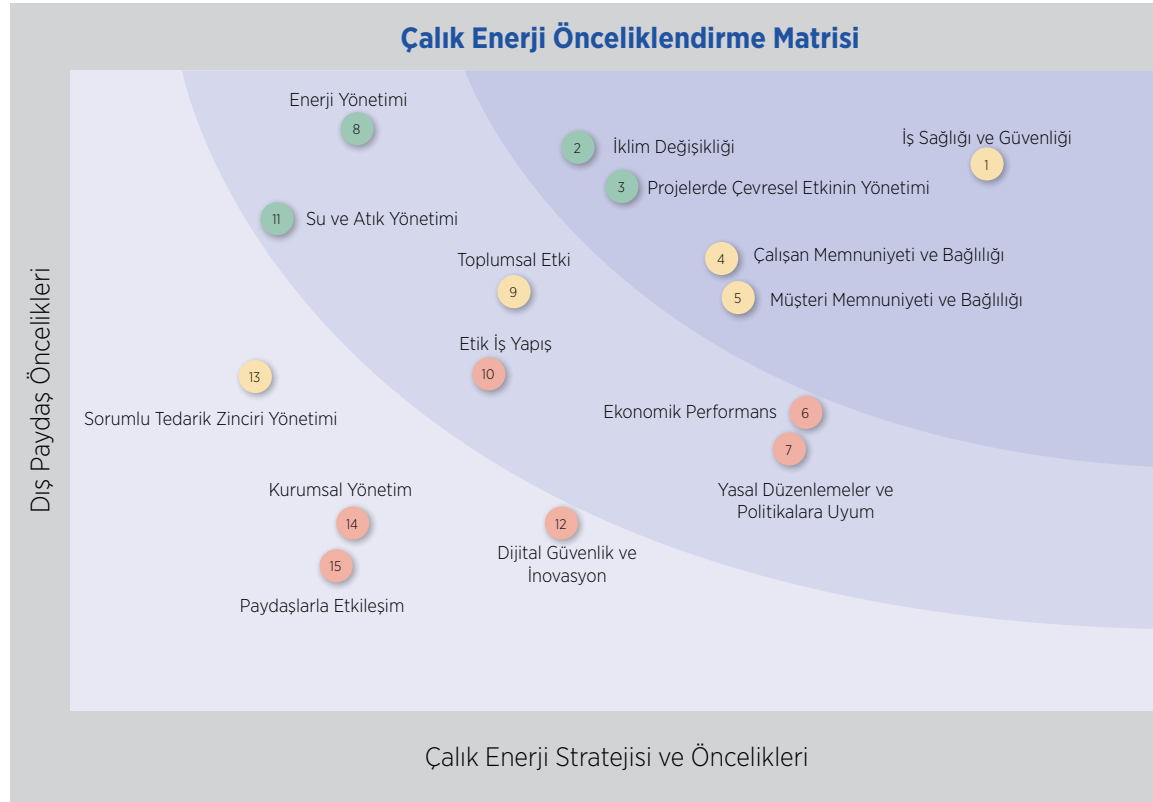 Çalık Enerji Önceliklendirme Matrisi
Enerji Yönetimi
8
2
İklim Değişikliği
İş Sağlığı ve Güvenliği
1
3
Projelerde Çevresel Etkinin Yönetimi
11
Su ve Atık Yönetimi
Toplumsal Etki
9
4
Çalışan Memnuniyeti ve Bağlılığı
5
Müşteri Memnuniyeti ve Bağlılığı
Etik İş Yapış
10
13
Sorumlu Tedarik Zinciri Yönetimi
Ekonomik Performans
6
7
Yasal Düzenlemeler ve
Politikalara Uyum
Kurumsal Yönetim
14
12
Dijital Güvenlik ve
İnovasyon
15
Paydaşlarla Etkileşim
Dış Paydaş Öncelikleri
Çalık Enerji Stratejisi ve Öncelikleri